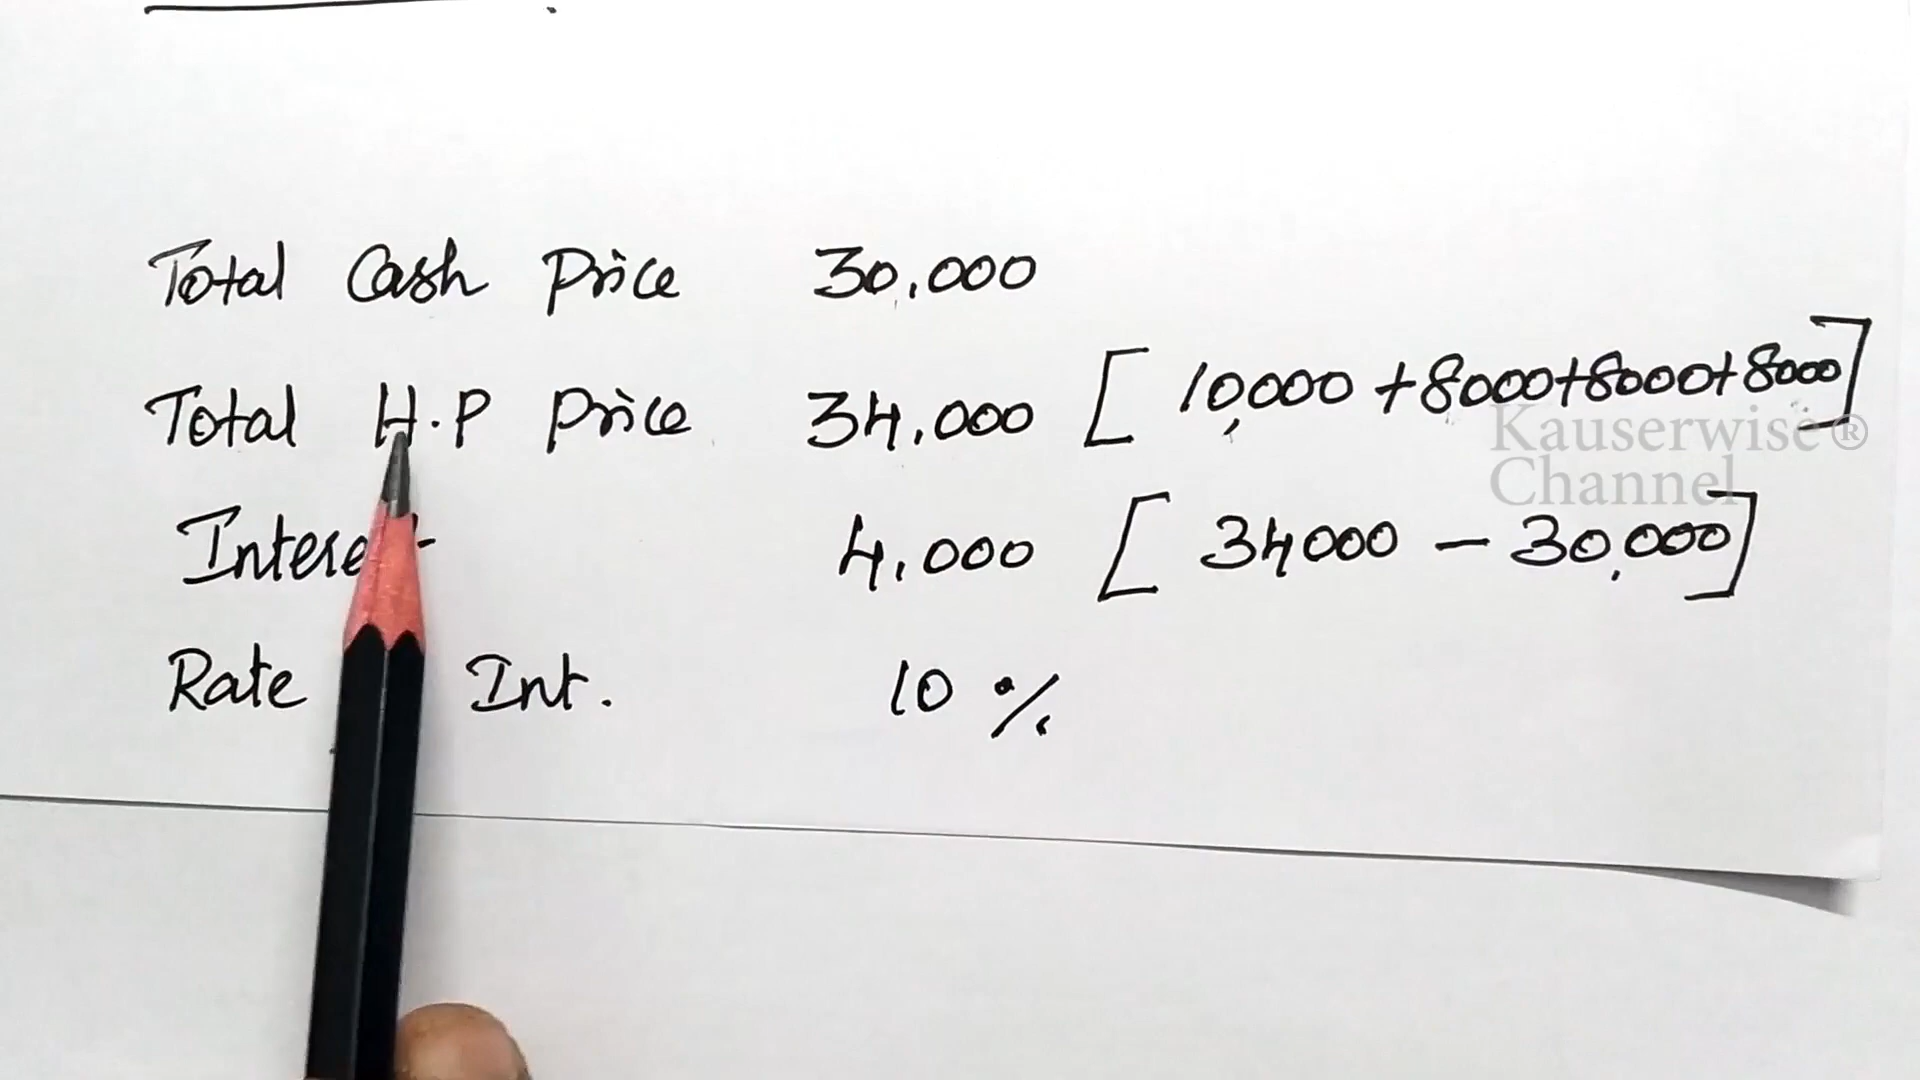 Total Cash Price 30,000
Total H.P Price 34,000 [ 10,000 + 8000+8000+8000 ]
Kauserwise®
Channel
4,000 [ 34000 - 30,000 ]
Rate Int. 10 %